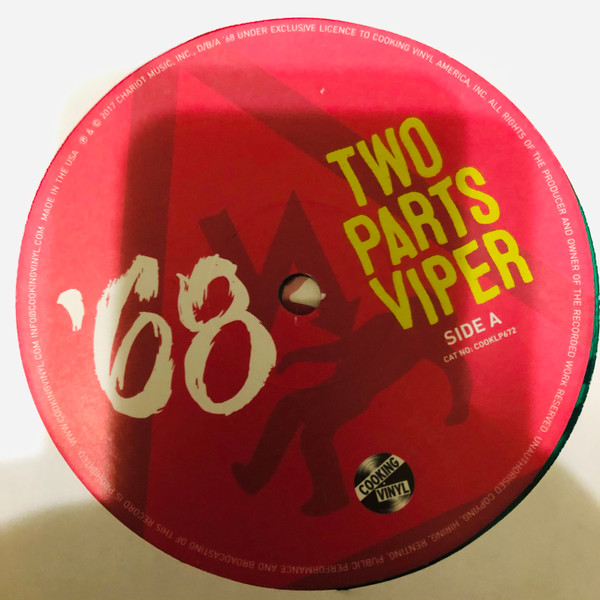 '68
TWO
PARTS
VIPER
SIDE A
CAT NO: COOKLP672
COOKING
VINYL
℗ & © 2017 CHARIOT MUSIC, INC., D/B/A '68 UNDER EXCLUSIVE LICENCE TO COOKING VINYL AMERICA, INC. ALL RIGHTS OF THE PRODUCER AND OWNER OF THE RECORDED WORK RESERVED. UNAUTHORISED COPYING, HIRING, RENTING, PUBLIC PERFORMANCE AND BROADCASTING OF THIS RECORD IS PROHIBITED. WWW.COOKINGVINYL.COM INFO@COOKINGVINYL.COM MADE IN THE USA